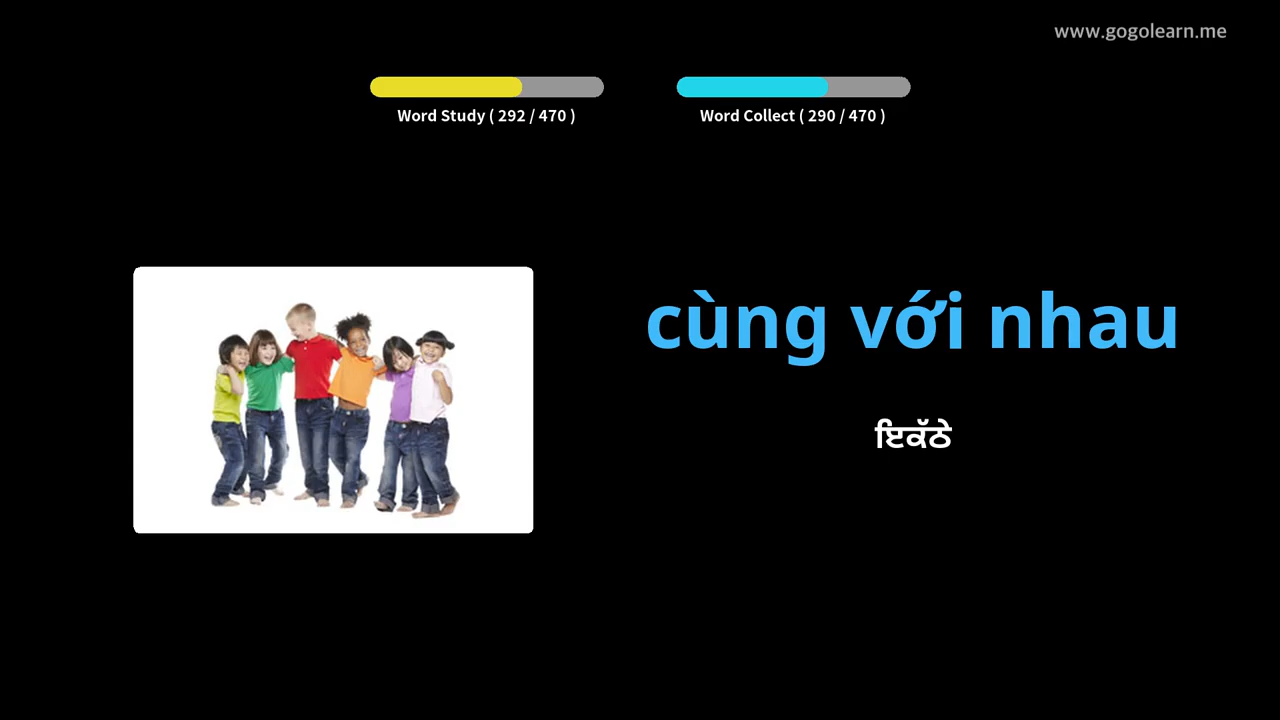 www.gogolearn.me
Word Study ( 292 / 470 )
Word Collect ( 290 / 470 )
cùng với nhau
ਇਕੱਠੇ